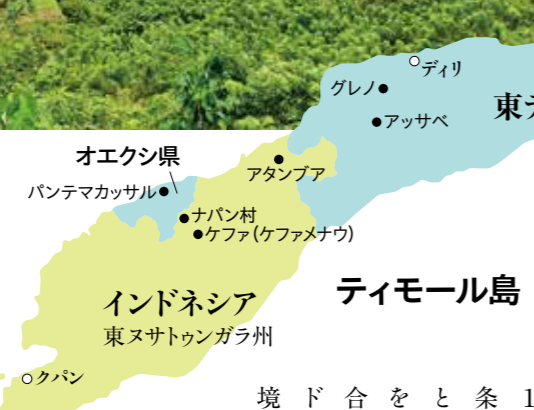 ディリ
グレノ
アッサベ
東
オエクシ県
アタンブア
パンテマカッサル
ナパン村
ケファ(ケファメナウ)
ティモール島
インドネシア
東ヌサトゥンガラ州
クパン
境 ド 合 を と 条 1